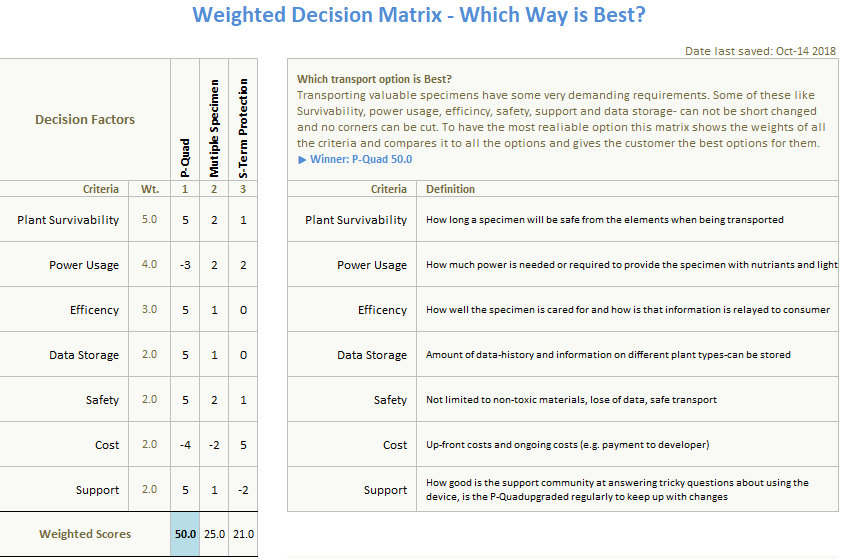 Weighted Decision Matrix - Which Way is Best?
Date last saved: Oct-14 2018
Decision Factors
P-Quad
Mutiple Specimen
S-Term Protection
Criteria Wt. 1 2 3
Plant Survivability 5.0 5 2 1
Power Usage 4.0 -3 2 2
Efficency 3.0 5 1 0
Data Storage 2.0 5 1 0
Safety 2.0 5 2 1
Cost 2.0 -4 -2 5
Support 2.0 5 1 -2
Weighted Scores 50.0 25.0 21.0
Which transport option is Best?
Transporting valuable specimens have some very demanding requirements. Some of these like
Survivability, power usage, efficincy, safety, support and data storage- can not be short changed
and no corners can be cut. To have the most realiable option this matrix shows the weights of all
the criteria and compares it to all the options and gives the customer the best options for them.
▶ Winner: P-Quad 50.0
Criteria Definition
Plant Survivability How long a specimen will be safe from the elements when being transported
Power Usage How much power is needed or required to provide the specimen with nutriants and light
Efficency How well the specimen is cared for and how is that information is relayed to consumer
Data Storage Amount of data-history and information on different plant types-can be stored
Safety Not limited to non-toxic materials, lose of data, safe transport
Cost Up-front costs and ongoing costs (e.g. payment to developer)
Support How good is the support community at answering tricky questions about using the
device, is the P-Quadupgraded regularly to keep up with changes